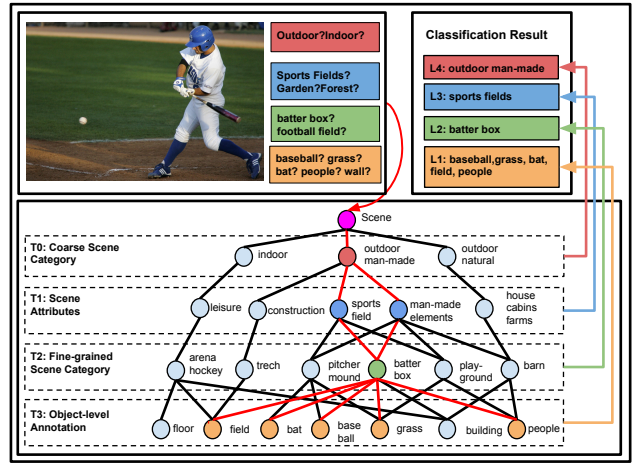 Outdoor?Indoor?
Sports Fields?
Garden?Forest?
batter box?
football field?
baseball? grass?
bat? people? wall?
Classification Result
L4: outdoor man-made
L3: sports fields
L2: batter box
L1: baseball,grass, bat,
field, people
Scene
T0: Coarse Scene
Category
indoor
outdoor
man-made
outdoor
natural
T1: Scene
Attributes
leisure
construction
sports
field
man-made
elements
house
cabins
farms
T2: Fine-grained
Scene Category
arena
hockey
trech
pitcher
mound
batter
box
play-
ground
barn
T3: Object-level
Annotation
floor
field
bat
base
ball
grass
building
people